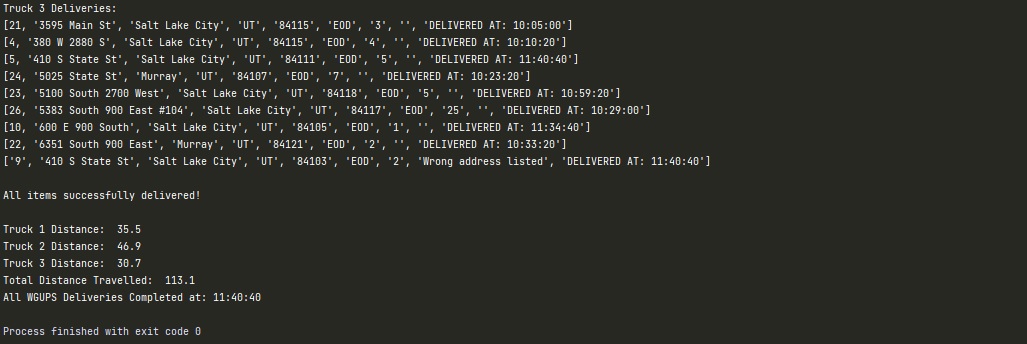 Truck 3 Deliveries:
[21, '3595 Main St', 'Salt Lake City', 'UT', '84115', 'EOD', '3', '', 'DELIVERED AT: 10:05:00']
[4, '380 W 2880 S', 'Salt Lake City', 'UT', '84115', 'EOD', '4', '', 'DELIVERED AT: 10:10:20']
[5, '410 S State St', 'Salt Lake City', 'UT', '84111', 'EOD', '5', '', 'DELIVERED AT: 11:40:40']
[24, '5025 State St', 'Murray', 'UT', '84107', 'EOD', '7', '', 'DELIVERED AT: 10:23:20']
[23, '5100 South 2700 West', 'Salt Lake City', 'UT', '84118', 'EOD', '5', '', 'DELIVERED AT: 10:59:20']
[26, '5383 South 900 East #104', 'Salt Lake City', 'UT', '84117', 'EOD', '25', '', 'DELIVERED AT: 10:29:00']
[10, '600 E 900 South', 'Salt Lake City', 'UT', '84105', 'EOD', '1', '', 'DELIVERED AT: 11:34:40']
[22, '6351 South 900 East', 'Murray', 'UT', '84121', 'EOD', '2', '', 'DELIVERED AT: 10:33:20']
['9', '410 S State St', 'Salt Lake City', 'UT', '84103', 'EOD', '2', 'Wrong address listed', 'DELIVERED AT: 11:40:40']
All items successfully delivered!
Truck 1 Distance:  35.5
Truck 2 Distance:  46.9
Truck 3 Distance:  30.7
Total Distance Travelled:  113.1
All WGUPS Deliveries Completed at: 11:40:40
Process finished with exit code 0